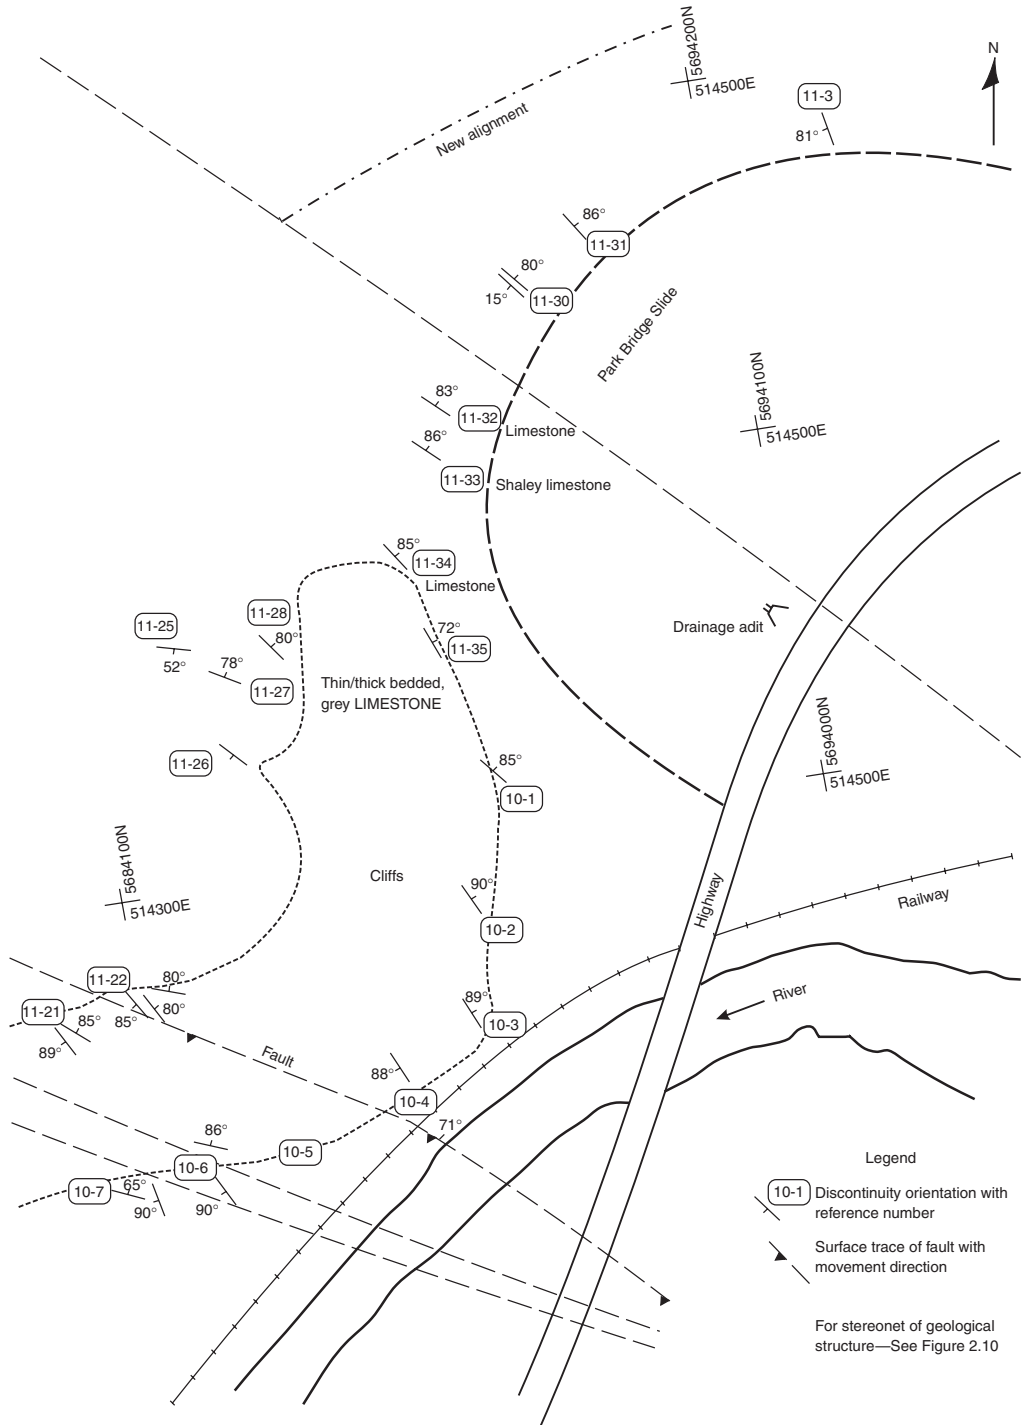 5694200N
514500E
N
11-3
81°
New alignment
86°
11-31
80°
15°
11-30
Park Bridge Slide
5694100N
514500E
83°
11-32
Limestone
86°
11-33
Shaley limestone
85°
11-34
Limestone
11-28
11-25
80°
52°
78°
11-27
72°
11-35
Drainage adit
Thin/thick bedded,
grey LIMESTONE
5694000N
514500E
11-26
85°
10-1
5684100N
514300E
Cliffs
90°
10-2
Highway
Railway
11-22
80°
11-21
85°
85°
80°
89°
89°
10-3
River
Fault
88°
10-4
71°
86°
10-5
10-6
10-7
65°
90°
90°
Legend
10-1
Discontinuity orientation with
reference number
Surface trace of fault with
movement direction
For stereonet of geological
structure—See Figure 2.10